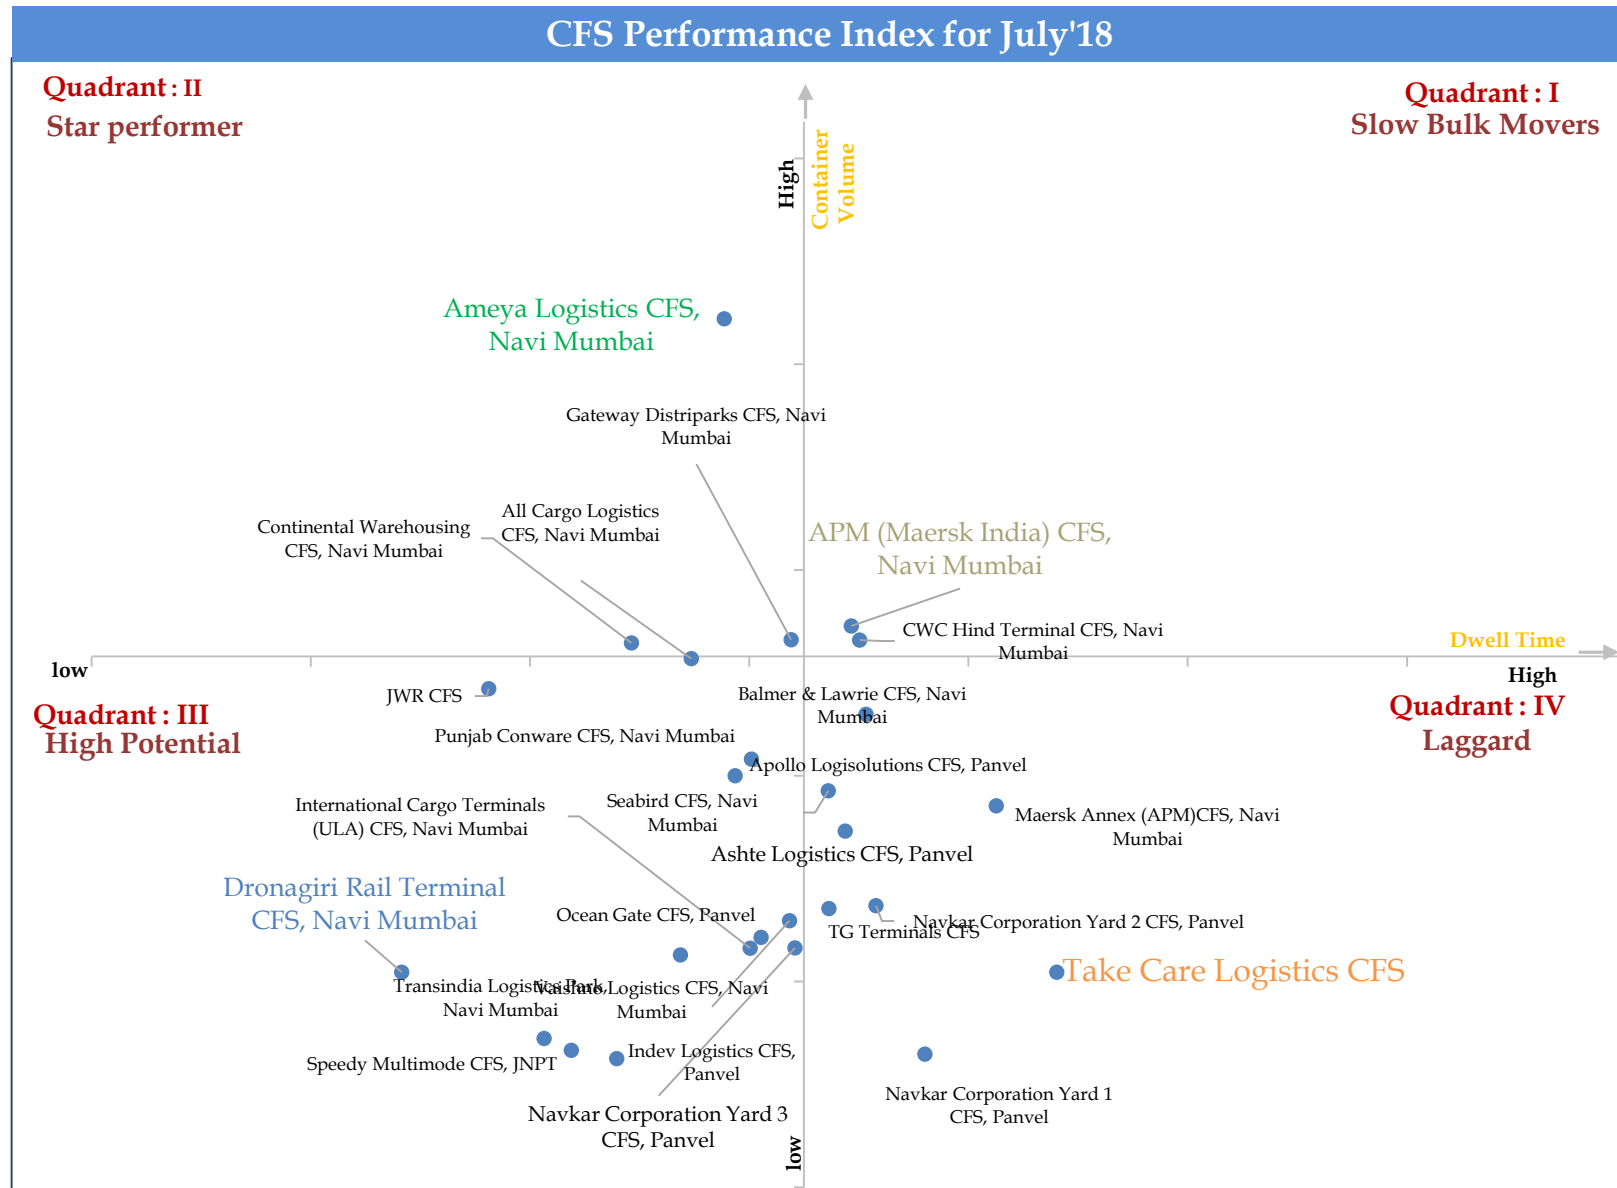 CFS Performance Index for July'18
Quadrant : II
Star performer
Quadrant : I
Slow Bulk Movers
High
Container
Volume
Ameya Logistics CFS,
Navi Mumbai
Gateway Distriparks CFS, Navi
Mumbai
All Cargo Logistics
CFS, Navi Mumbai
Continental Warehousing
CFS, Navi Mumbai
APM (Maersk India) CFS,
Navi Mumbai
CWC Hind Terminal CFS, Navi
Mumbai
Dwell Time
low
High
JWR CFS
Balmer & Lawrie CFS, Navi
Mumbai
Quadrant : III
High Potential
Quadrant : IV
Laggard
Punjab Conware CFS, Navi Mumbai
Apollo Logisolutions CFS, Panvel
International Cargo Terminals
(ULA) CFS, Navi Mumbai
Seabird CFS, Navi
Mumbai
Maersk Annex (APM)CFS, Navi
Mumbai
Ashte Logistics CFS, Panvel
Dronagiri Rail Terminal
CFS, Navi Mumbai
Ocean Gate CFS, Panvel
Navkar Corporation Yard 2 CFS, Panvel
TG Terminals CFS
Take Care Logistics CFS
Transindia Logistics Park,
Navi Mumbai
Vaishno Logistics CFS, Navi
Mumbai
Speedy Multimode CFS, JNPT
Indev Logistics CFS,
Panvel
Navkar Corporation Yard 1
CFS, Panvel
Navkar Corporation Yard 3
CFS, Panvel
low